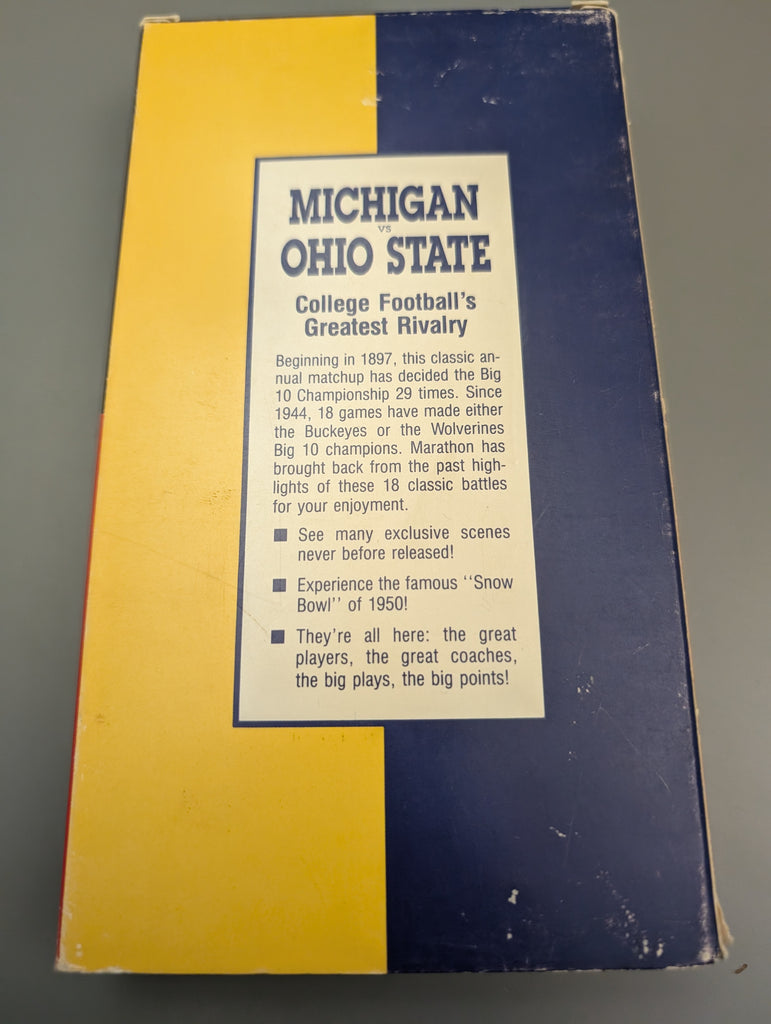 MICHIGAN
VS
OHIO STATE
College Football's
Greatest Rivalry
Beginning in 1897, this classic an-
nual matchup has decided the Big
10 Championship 29 times. Since
1944, 18 games have made either
the Buckeyes or the Wolverines
Big 10 champions. Marathon has
brought back from the past high-
lights of these 18 classic battles
for your enjoyment.
■ See many exclusive scenes
never before released!
■ Experience the famous ‘‘Snow
Bowl’’ of 1950!
■ They're all here: the great
players, the great coaches,
the big plays, the big points!